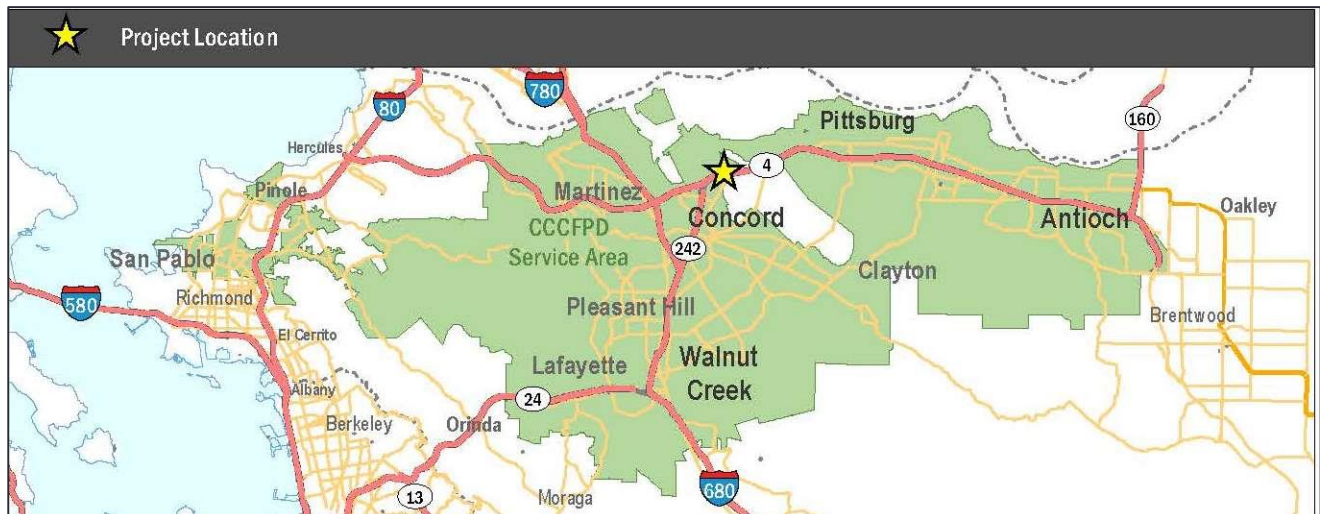 Project Location
780
80
160
Pittsburg
Hercules
4
Pinole
Martinez
Oakley
Concord
Antioch
CCCFPD
Service Area
242
San Pablo
Clayton
580
Richmond
Pleasant Hill
Brentwood
El Cerrito
Walnut
Creek
Lafayette
Albany
24
Berkeley
Orinda
680
13
Moraga